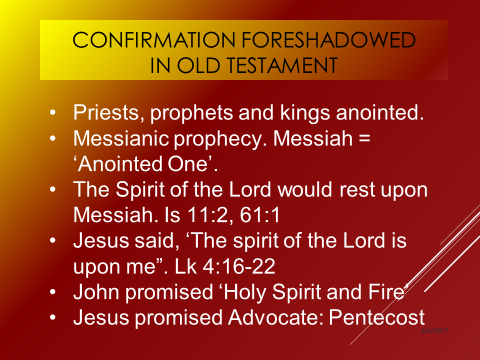 CONFIRMATION FORESHADOWED
IN OLD TESTAMENT
• Priests, prophets and kings anointed.
• Messianic prophecy. Messiah =
‘Anointed One’.
• The Spirit of the Lord would rest upon
Messiah. Is 11:2, 61:1
• Jesus said, ‘The spirit of the Lord is
upon me”. Lk 4:16-22
• John promised ‘Holy Spirit and Fire’
• Jesus promised Advocate: Pentecost